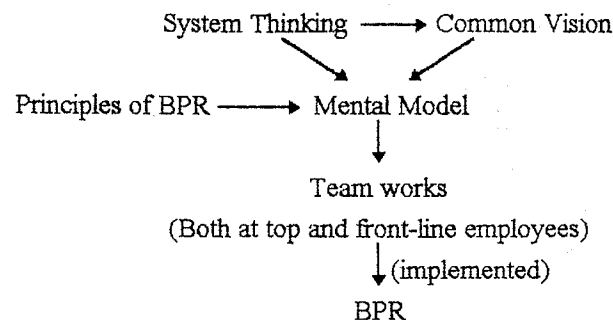 System Thinking Common Vision
Principles of BPR Mental Model
Team works
(Both at top and front-line employees)
(implemented)
BPR